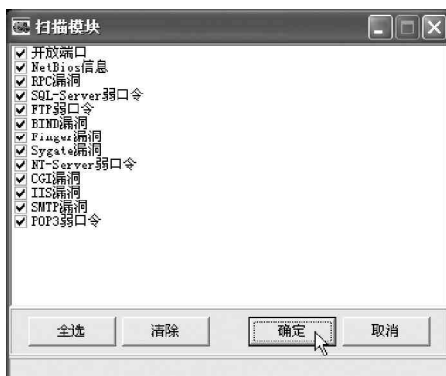 扫描模块
开放端口
NetBios信息
RPC漏洞
SQL-Server弱口令
FTP弱口令
BIND漏洞
Finger漏洞
Sygate漏洞
NT-Server弱口令
CGI漏洞
IIS漏洞
SMTP漏洞
POP3弱口令
全选 清除 确定 取消